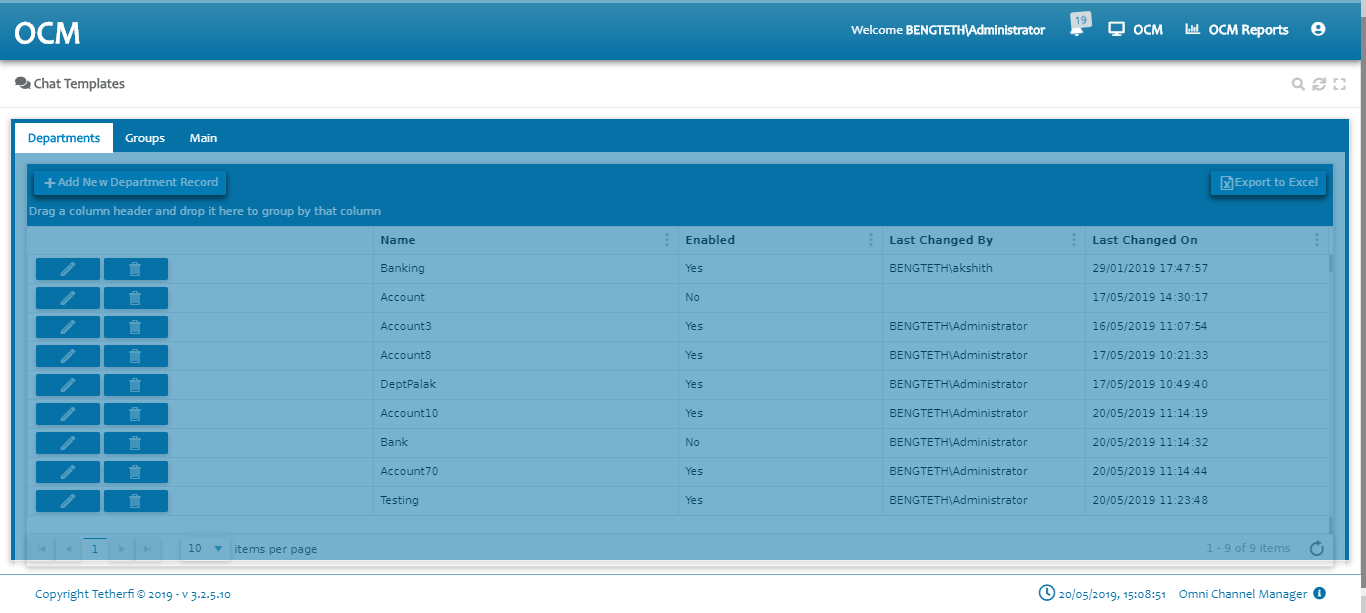 OCM
Welcome BENGTETH\Administrator
19
OCM
OCM Reports
Chat Templates
Departments Groups Main
Add New Department Record
Export to Excel
Drag a column header and drop it here to group by that column
Name Enabled Last Changed By Last Changed On
Banking Yes BENGTETH\akshith 29/01/2019 17:47:57
Account No 17/05/2019 14:30:17
Account3 Yes BENGTETH\Administrator 16/05/2019 11:07:54
Account8 Yes BENGTETH\Administrator 17/05/2019 10:21:33
DeptPalak Yes BENGTETH\Administrator 17/05/2019 10:49:40
Account10 Yes BENGTETH\Administrator 20/05/2019 11:14:19
Bank No BENGTETH\Administrator 20/05/2019 11:14:32
Account70 Yes BENGTETH\Administrator 20/05/2019 11:14:44
Testing Yes BENGTETH\Administrator 20/05/2019 11:23:48
1 10 items per page 1 - 9 of 9 items
Copyright Tetherfi © 2019 - v 3.2.5.10
20/05/2019, 15:08:51 Omni Channel Manager